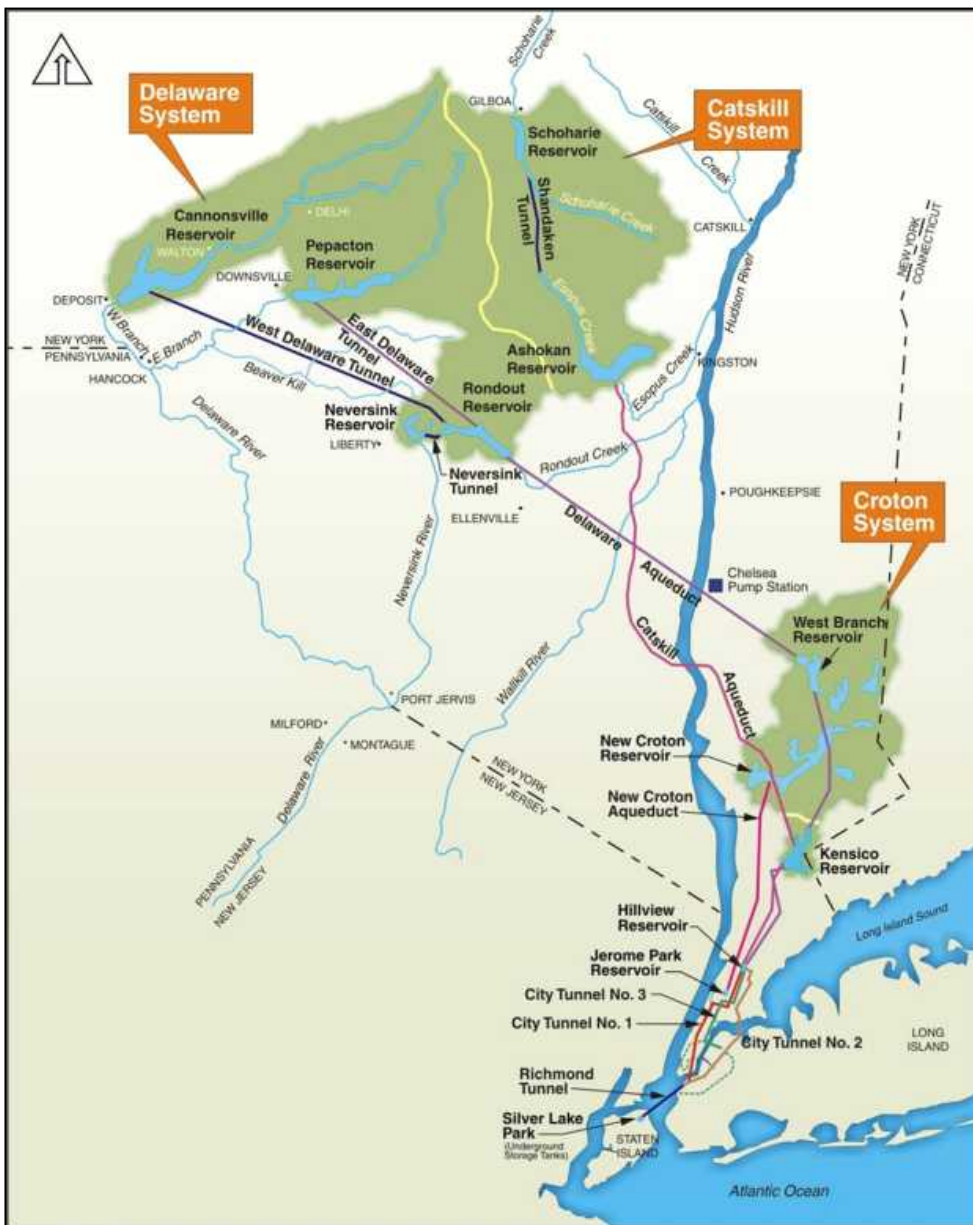 Schoharie
Creek
Delaware
System
GILBOA
Catskill
Creek
Catskill
System
Schoharie
Reservoir
Shandaken
Tunnel
Schoharie Creek
Cannonsville
Reservoir
DELHI
WALTON
Pepacton
Reservoir
CATSKILL
NEW YORK
CONNECTICUT
DOWNSVILLE
Hudson River
DEPOSIT
W. Branch
E. Branch
Esopus Creek
NEW YORK
PENNSYLVANIA
HANCOCK
West Delaware Tunnel
East Delaware
Tunnel
Beaver Kill
Ashokan
Reservoir
Esopus Creek
KINGSTON
Rondout
Reservoir
Neversink
Reservoir
LIBERTY
Delaware River
Rondout Creek
Neversink
Tunnel
ELLENVILLE
POUGHKEEPSIE
Croton
System
Delaware
Aqueduct
Neversink River
Chelsea
Pump Station
West Branch
Reservoir
Catskill
Aqueduct
Wallkill River
PORT JERVIS
MILFORD
MONTAGUE
Delaware River
NEW YORK
NEW JERSEY
New Croton
Reservoir
New Croton
Aqueduct
PENNSYLVANIA
NEW JERSEY
Kensico
Reservoir
Hillview
Reservoir
Long Island Sound
Jerome Park
Reservoir
City Tunnel No. 3
City Tunnel No. 1
City Tunnel No. 2
LONG
ISLAND
Richmond
Tunnel
Silver Lake
Park
(Underground
Storage Tanks)
STATEN
ISLAND
Atlantic Ocean